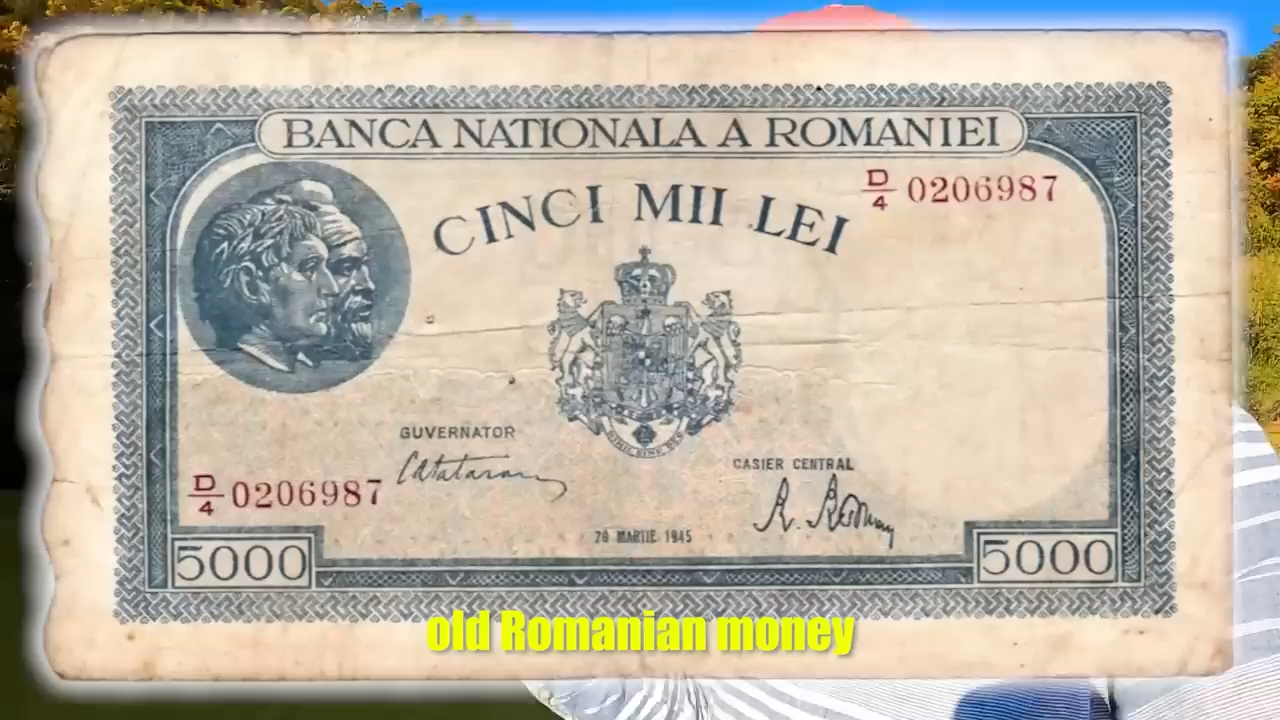 BANCA NATIONALA A ROMANIEI
D/4 0206987
CINCI MII LEI
GUVERNATOR
CASIER CENTRAL
D/4 0206987
20 MARTIE 1945
5000
5000
old Romanian money